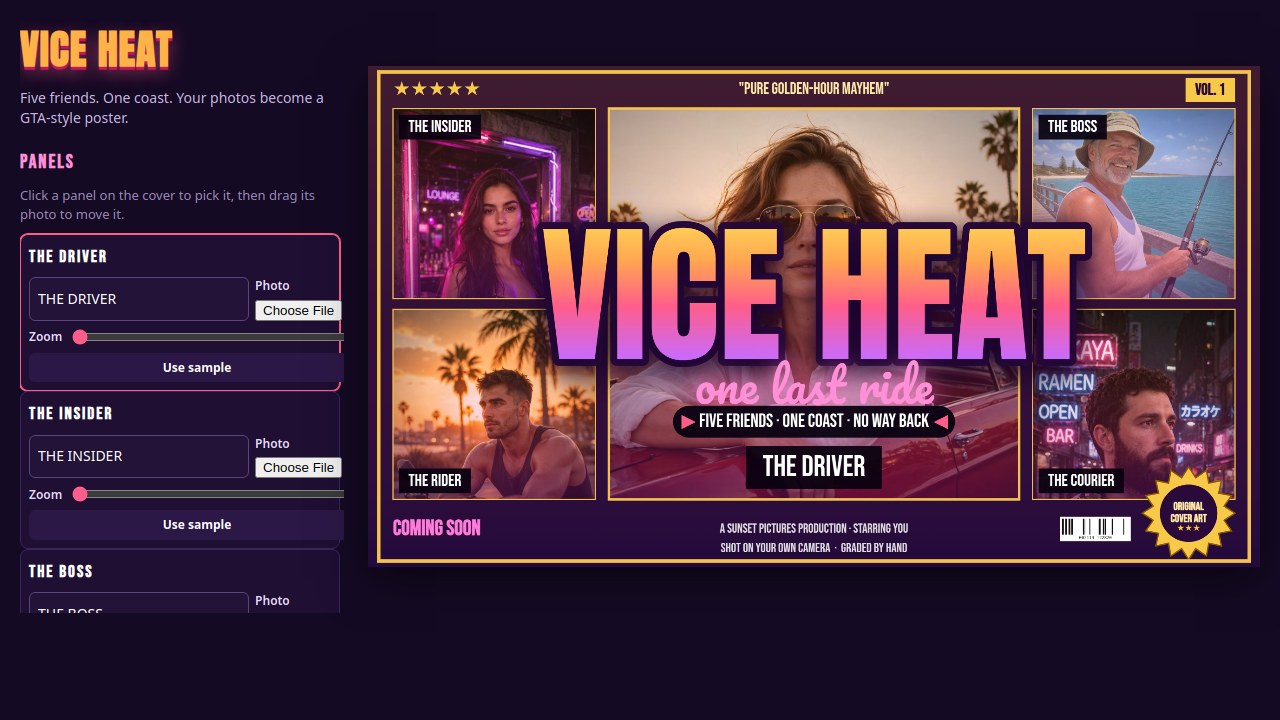 VICE HEAT
Five friends. One coast. Your photos become a
GTA-style poster.
PANELS
Click a panel on the cover to pick it, then drag its
photo to move it.
THE DRIVER
THE DRIVER
Photo
Choose File
Zoom
Use sample
THE INSIDER
THE INSIDER
Photo
Choose File
Zoom
Use sample
THE BOSS
THE BOSS
Photo
★★★★★
"PURE GOLDEN-HOUR MAYHEM"
VOL. 1
THE INSIDER
LOUNGE
OPEN
THE BOSS
VICE HEAT
one last ride
▶ FIVE FRIENDS · ONE COAST · NO WAY BACK ◀
THE DRIVER
THE RIDER
KAYA
RAMEN
OPEN
カラオケ
BAR
DRINKS
THE COURIER
COMING SOON
A SUNSET PICTURES PRODUCTION · STARRING YOU
SHOT ON YOUR OWN CAMERA · GRADED BY HAND
ORIGINAL
COVER ART
★★★